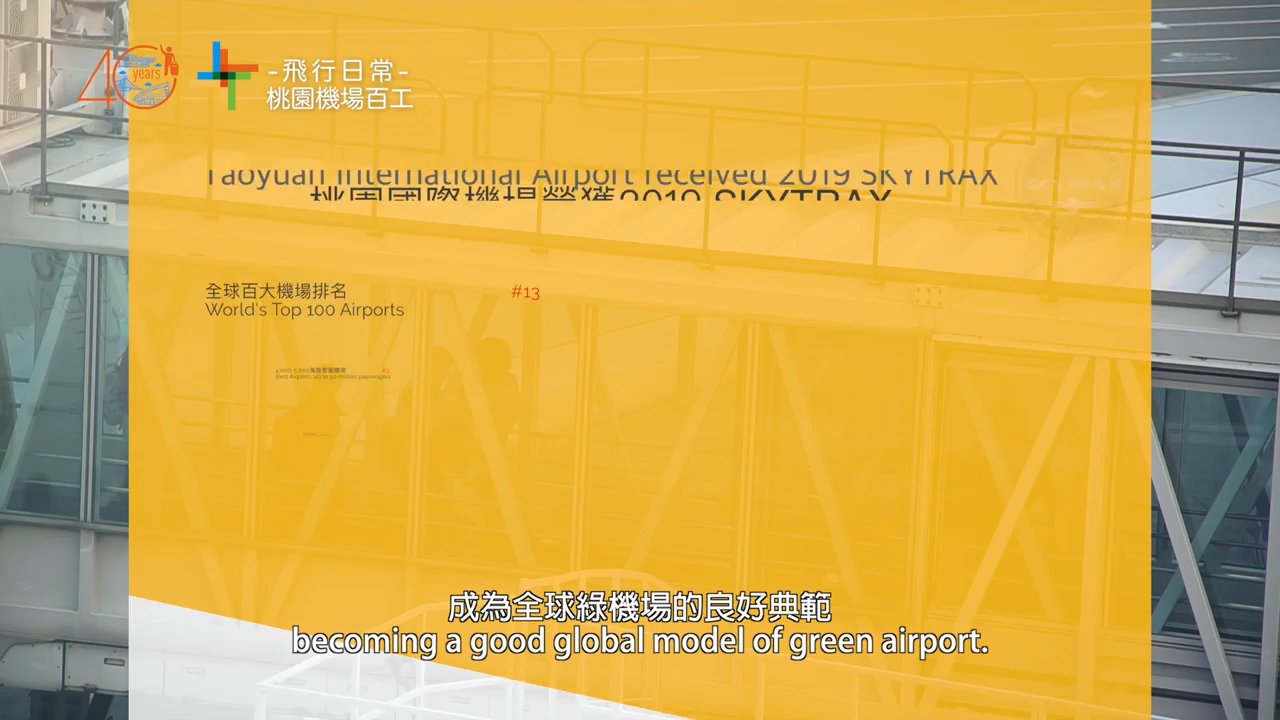 40 years
-飛行日常-
桃園機場百工
Taoyuan International Airport received 2019 SKYTRAX
桃園國際機場榮獲2019 SKYTRAX
全球百大機場排名 #13
World's Top 100 Airports
成為全球綠機場的良好典範
becoming a good global model of green airport.